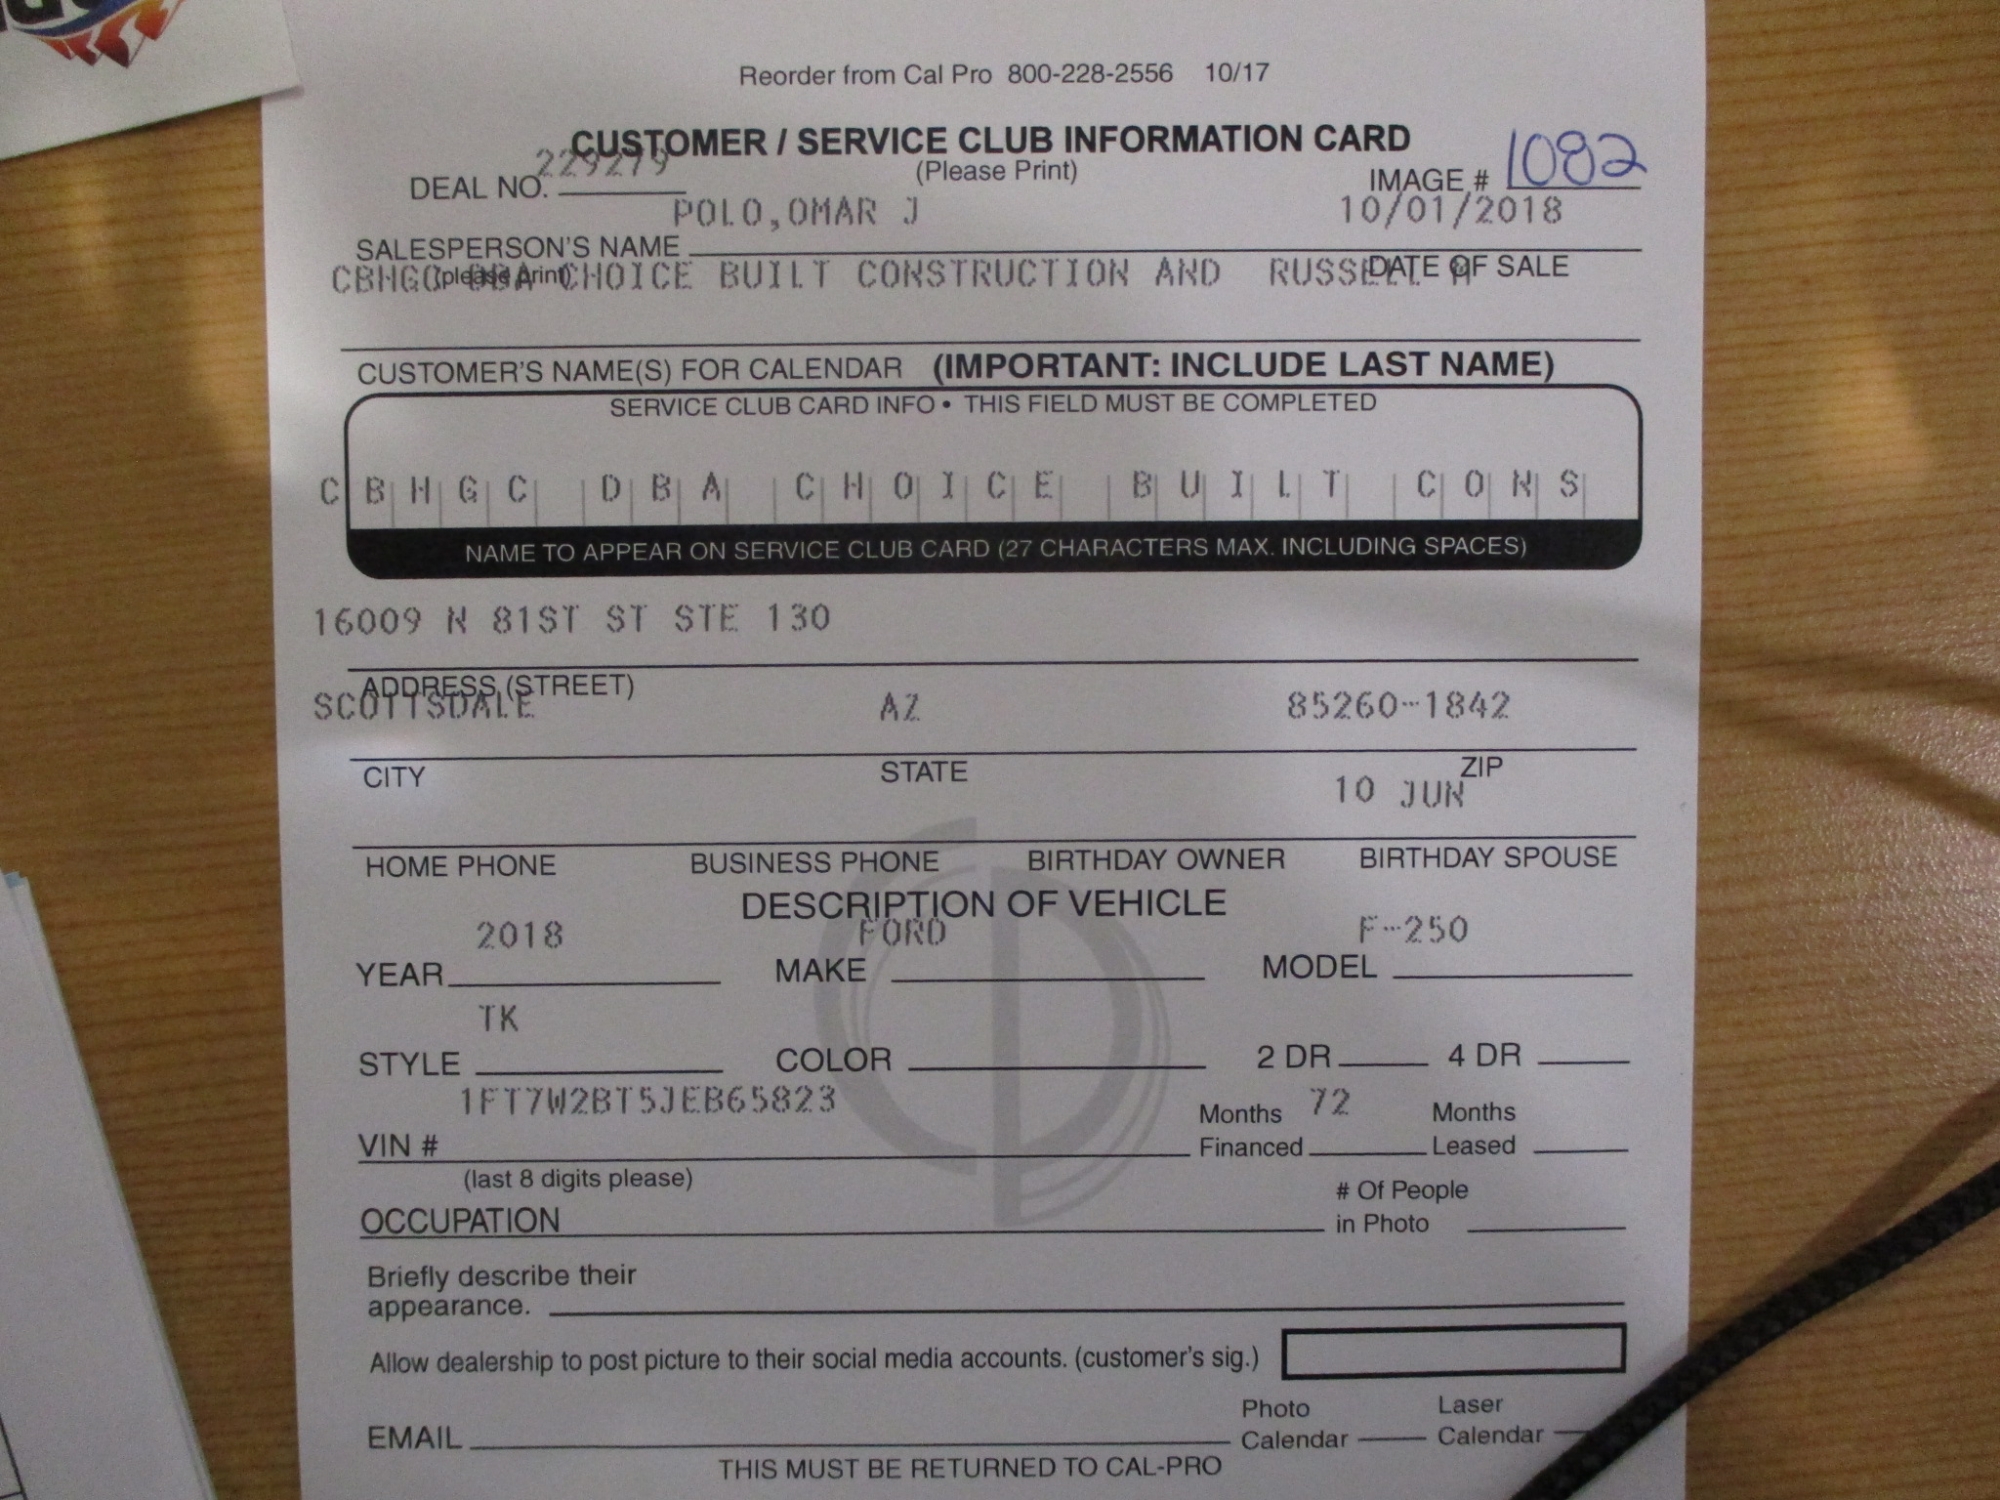 Reorder from Cal Pro 800-228-2556 10/17
CUSTOMER / SERVICE CLUB INFORMATION CARD
(Please Print)
DEAL NO. 229279
IMAGE # 1082
POLO,OMAR J 10/01/2018
SALESPERSON'S NAME
(please print)
DATE OF SALE
CBHGC DBA CHOICE BUILT CONSTRUCTION AND RUSSELL M
CUSTOMER'S NAME(S) FOR CALENDAR (IMPORTANT: INCLUDE LAST NAME)
SERVICE CLUB CARD INFO • THIS FIELD MUST BE COMPLETED
CBHGC DBA CHOICE BUILT CONS
NAME TO APPEAR ON SERVICE CLUB CARD (27 CHARACTERS MAX. INCLUDING SPACES)
16009 N 81ST ST STE 130
ADDRESS (STREET)
SCOTTSDALE AZ 85260-1842
CITY STATE ZIP
10 JUN
HOME PHONE BUSINESS PHONE BIRTHDAY OWNER BIRTHDAY SPOUSE
DESCRIPTION OF VEHICLE
2018 FORD F-250
YEAR MAKE MODEL
TK
STYLE COLOR 2 DR 4 DR
1FT7W2BT5JEB65823
Months 72 Months
VIN # Financed Leased
(last 8 digits please)
# Of People
OCCUPATION in Photo
Briefly describe their
appearance.
Allow dealership to post picture to their social media accounts. (customer's sig.)
Photo Laser
EMAIL Calendar Calendar
THIS MUST BE RETURNED TO CAL-PRO